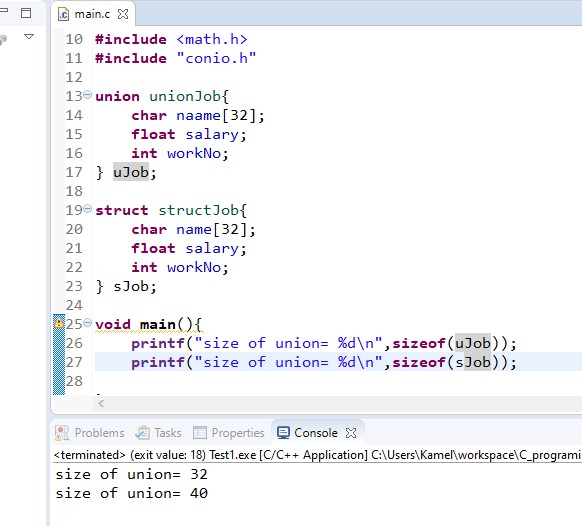 main.c
10 #include <math.h>
11 #include "conio.h"
12
13 union unionJob{
14 char naame[32];
15 float salary;
16 int workNo;
17 } uJob;
18
19 struct structJob{
20 char name[32];
21 float salary;
22 int workNo;
23 } sJob;
24
25 void main(){
26 printf("size of union= %d\n",sizeof(uJob));
27 printf("size of union= %d\n",sizeof(sJob));
28
Problems Tasks Properties Console
<terminated> (exit value: 18) Test1.exe [C/C++ Application] C:\Users\Kamel\workspace\C_programi
size of union= 32
size of union= 40